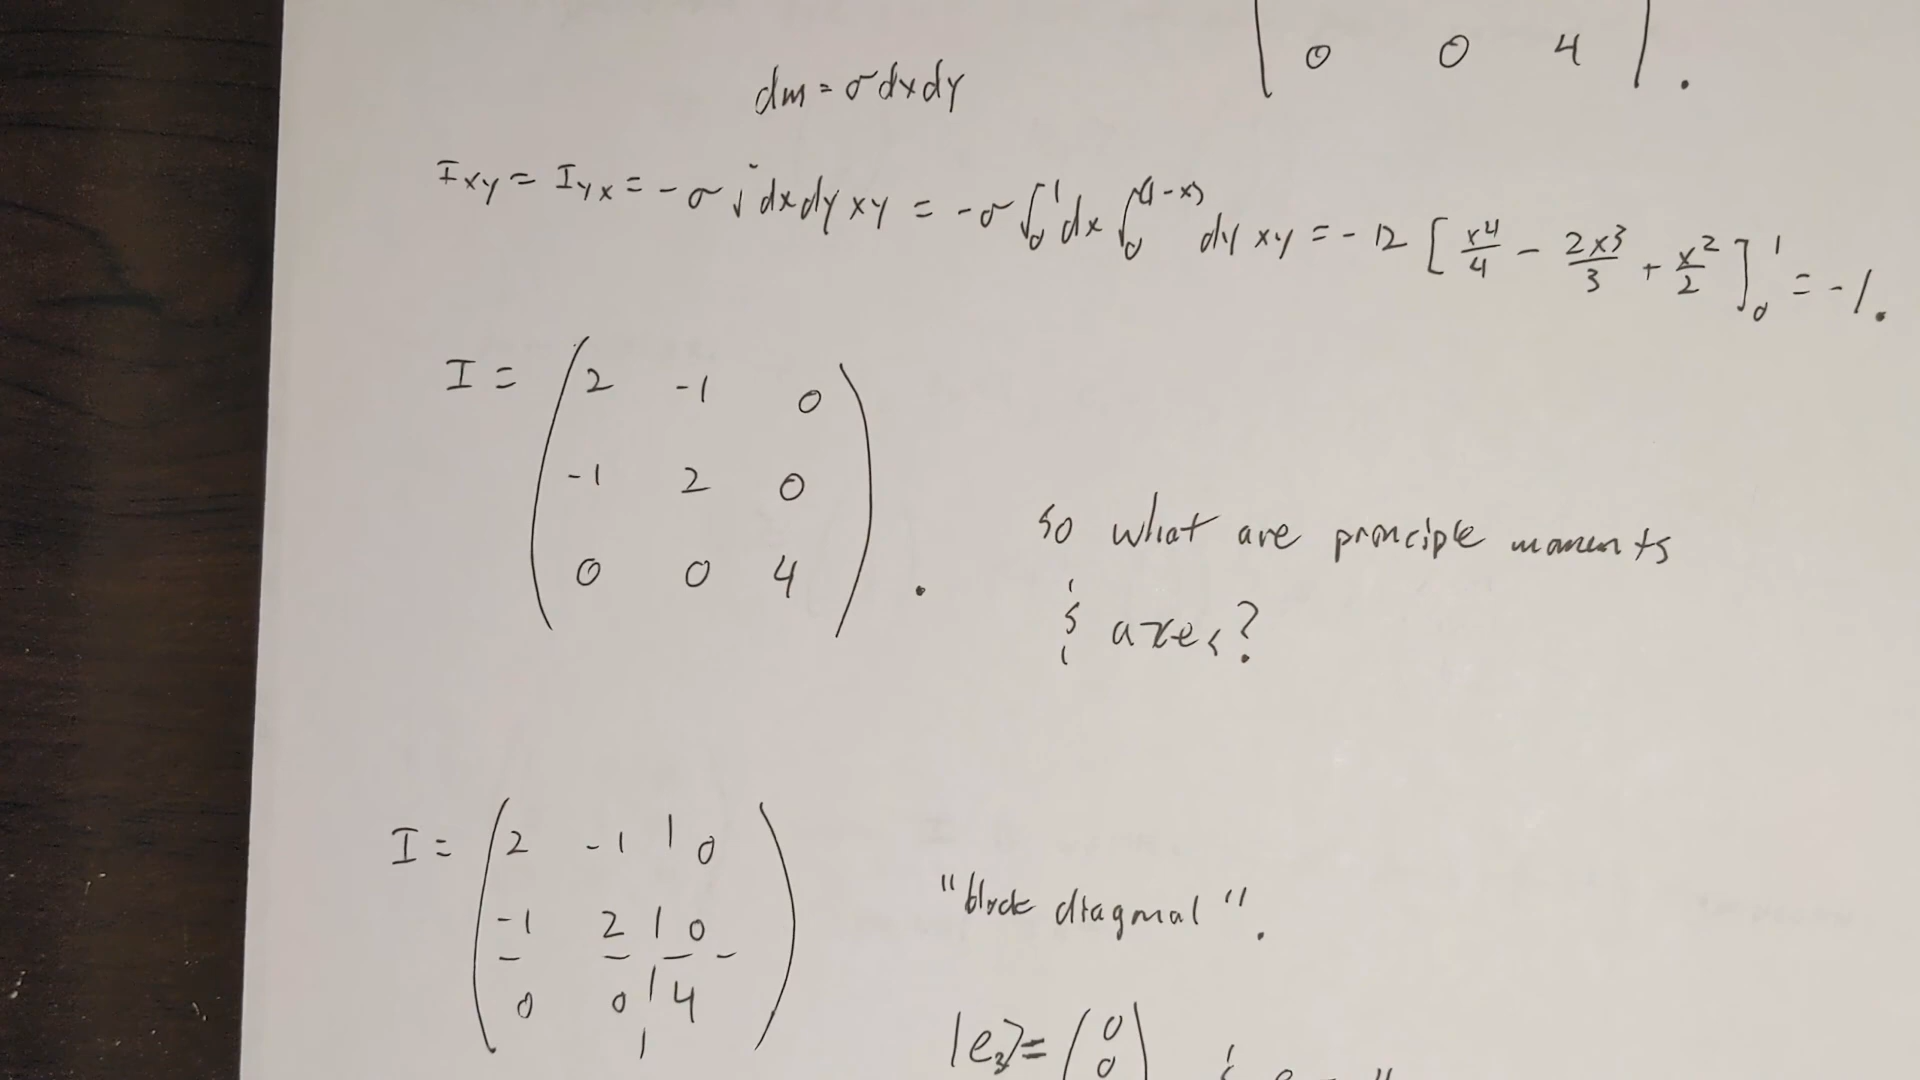 0 0 4 .
dm = σ dx dy
Ixy = Iyx = -σ ∫ dx dy xy = -σ ∫₀¹ dx ∫₀⁽¹⁻ˣ⁾ dy xy = -12 [ x⁴/4 - 2x³/3 + x²/2 ]₀¹ = -1.
I = ( 2 -1 0
-1 2 0
0 0 4 ) .
so what are principle moments
& axes?
I = ( 2 -1 | 0
-1 2 | 0
0 0 | 4 )
"block diagonal".
|e₃⟩ = ( 0
0